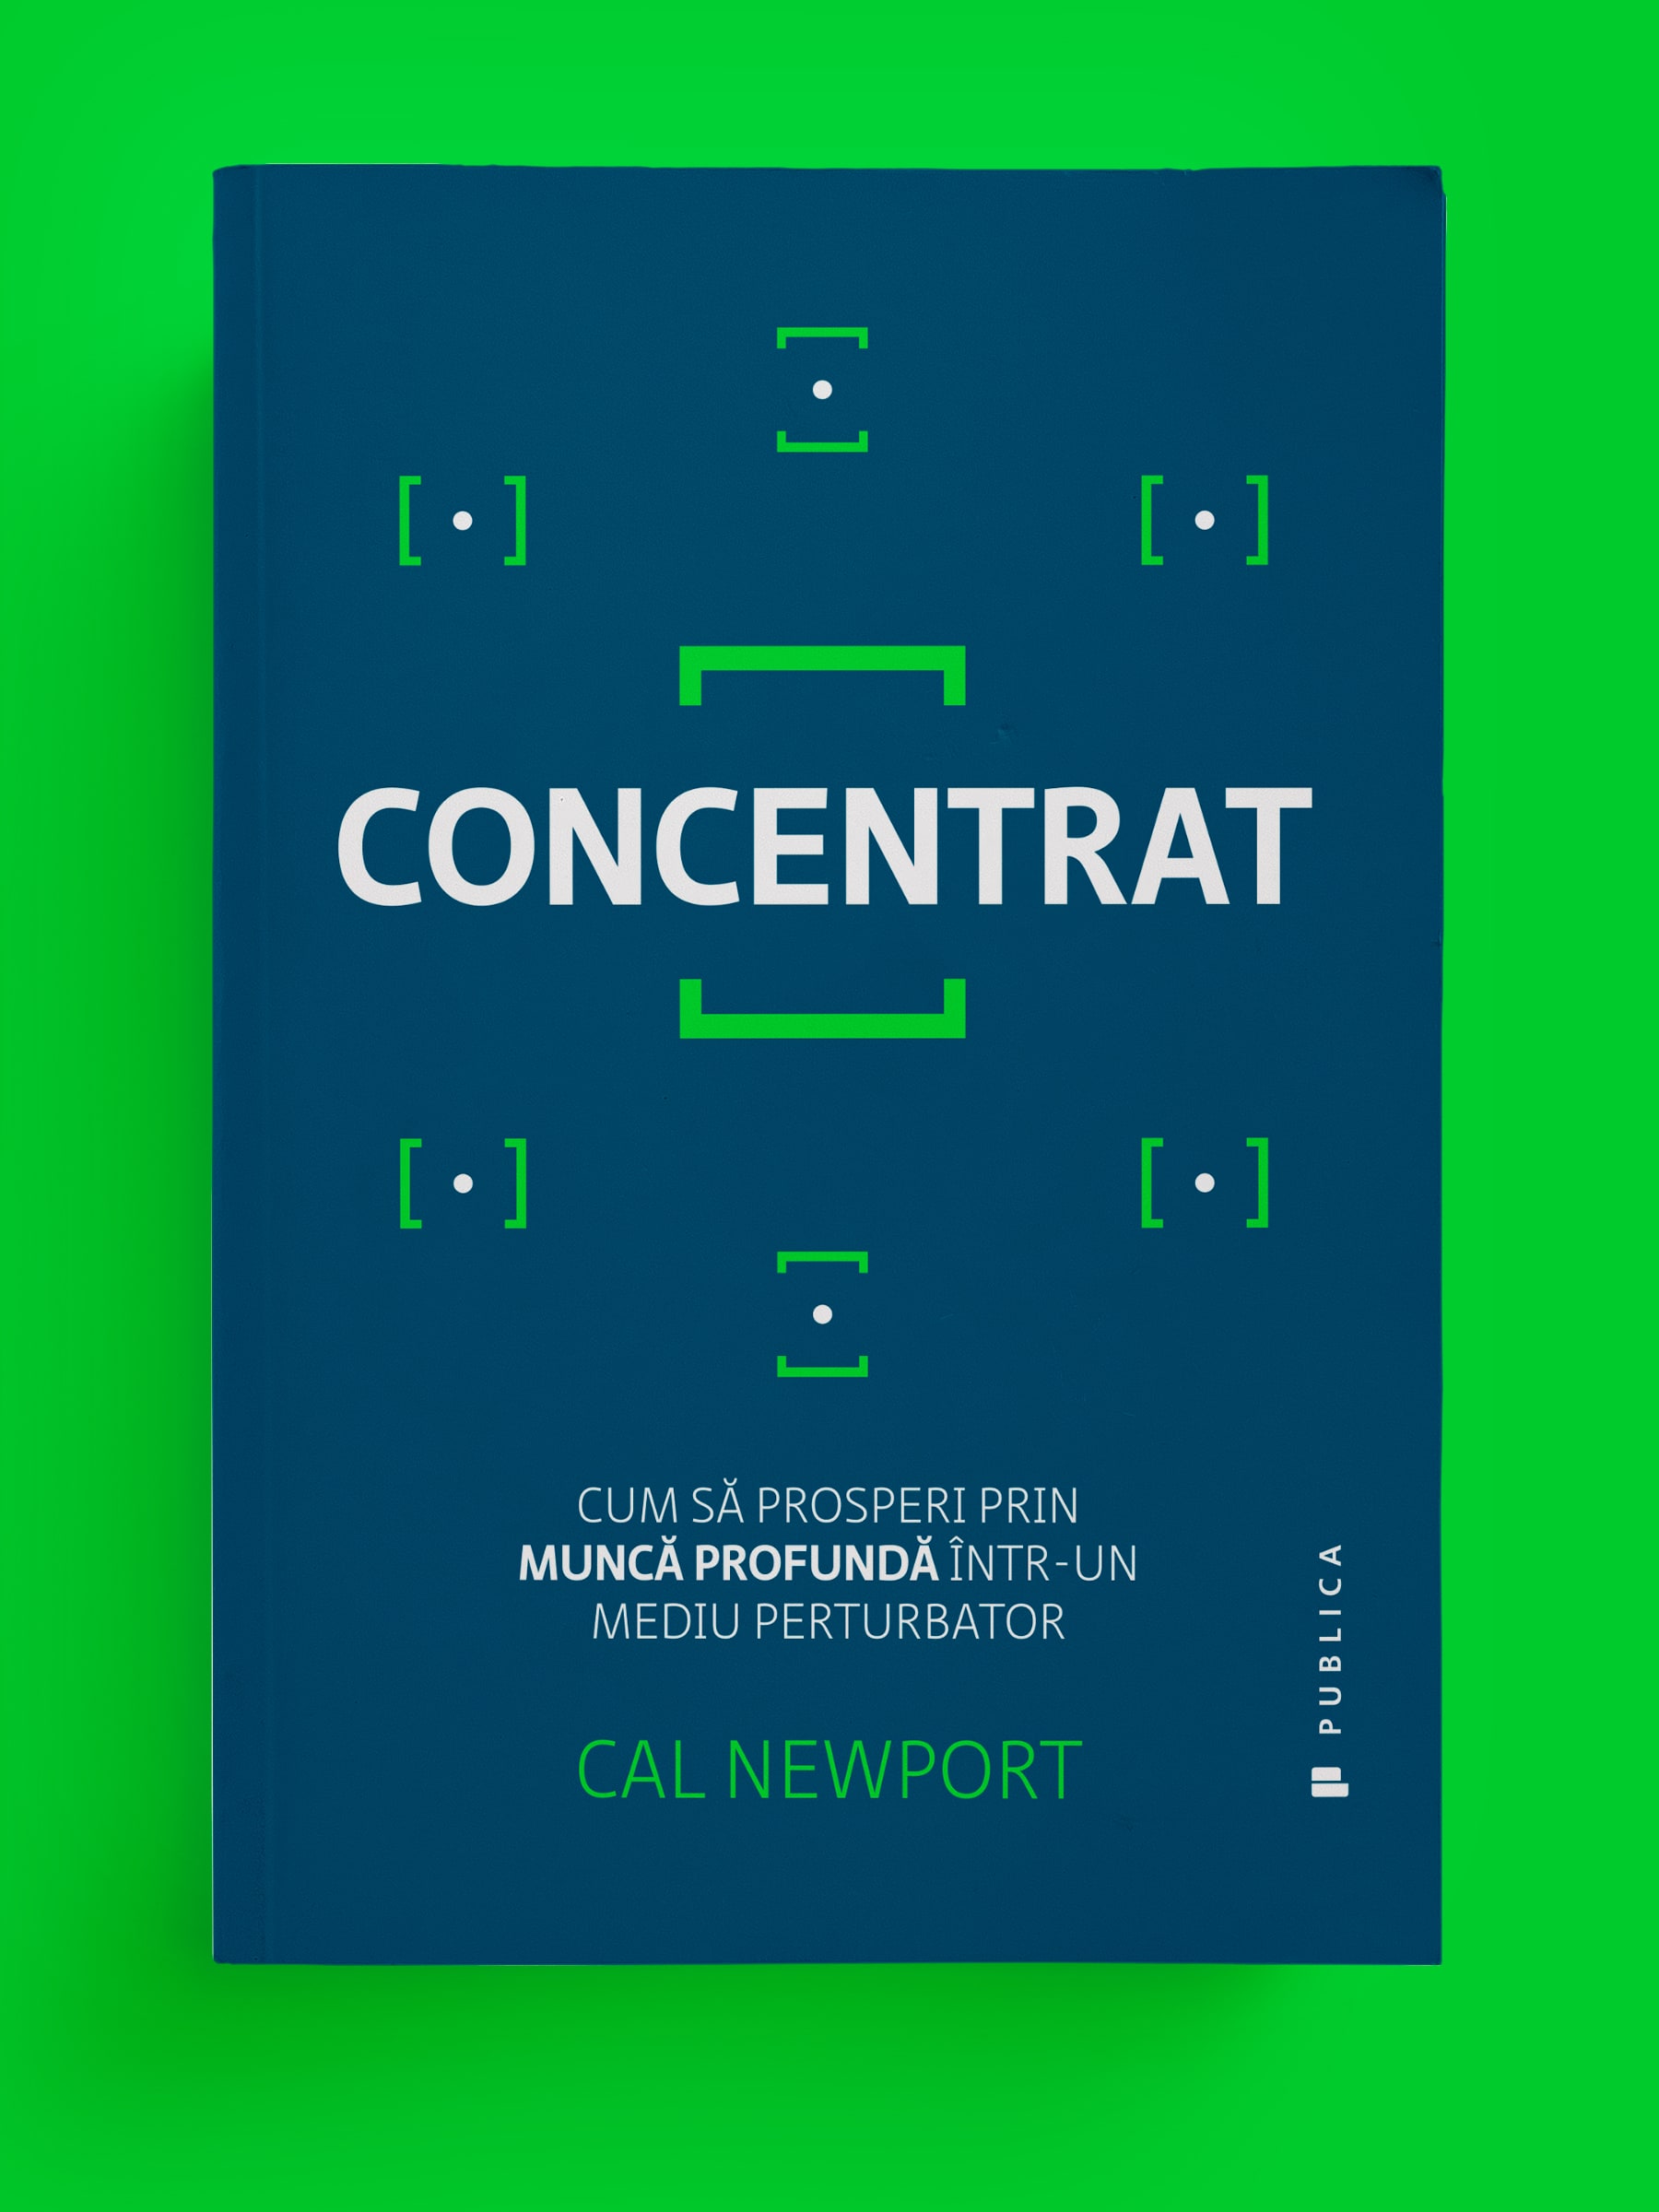 CONCENTRAT
CUM SĂ PROSPERI PRIN
MUNCĂ PROFUNDĂ ÎNTR-UN
MEDIU PERTURBATOR
CAL NEWPORT
PUBLICA